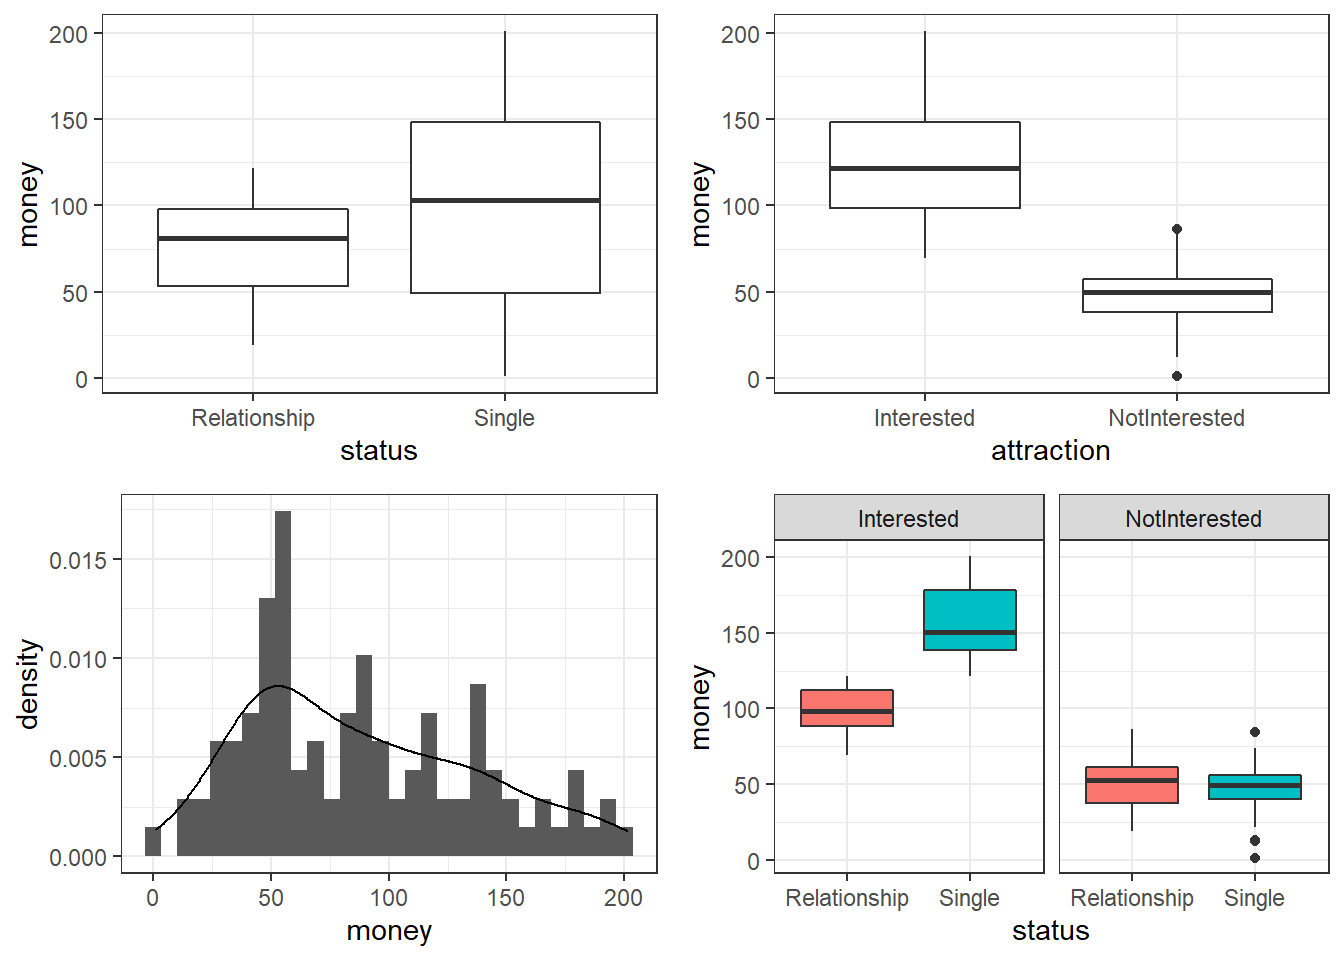 money
200
150
100
50
0
Relationship Single
status
money
200
150
100
50
0
Interested NotInterested
attraction
density
0.015
0.010
0.005
0.000
0 50 100 150 200
money
Interested NotInterested
money
200
150
100
50
0
Relationship Single Relationship Single
status